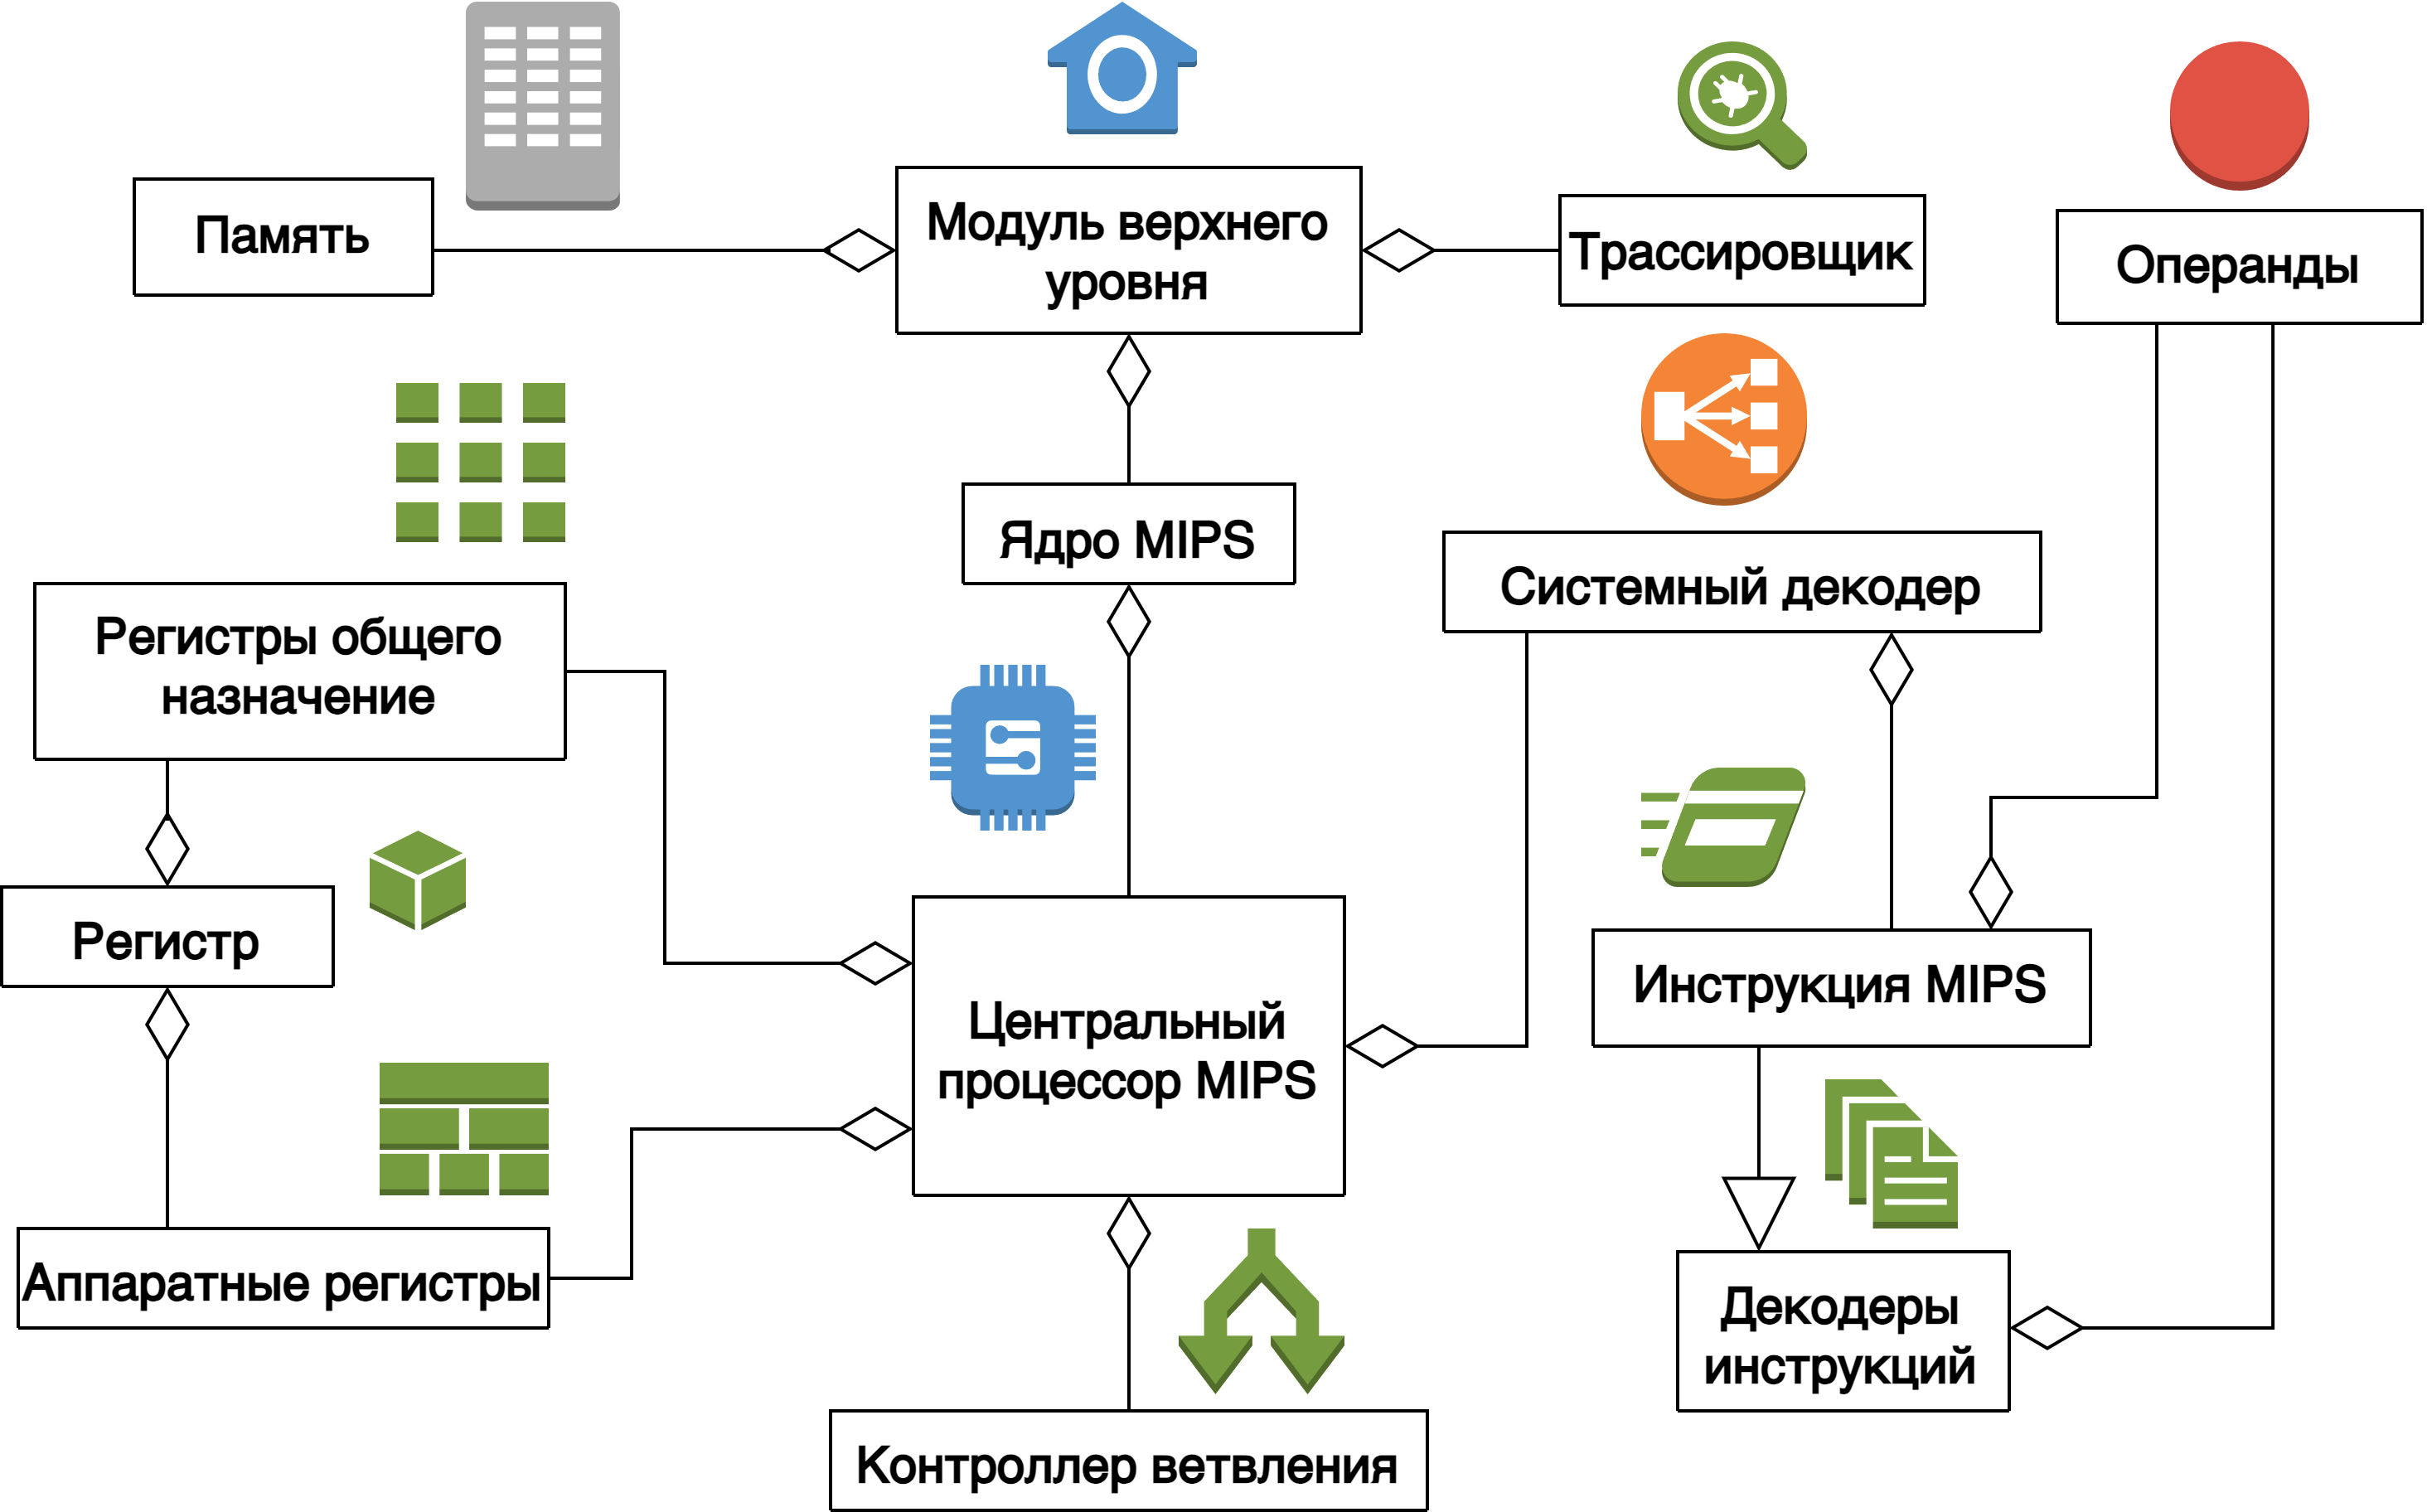 Память
Модуль верхнего
уровня
Трассировщик
Операнды
Ядро MIPS
Системный декодер
Регистры общего
назначение
Регистр
Центральный
процессор MIPS
Инструкция MIPS
Аппаратные регистры
Декодеры
инструкций
Контроллер ветвления